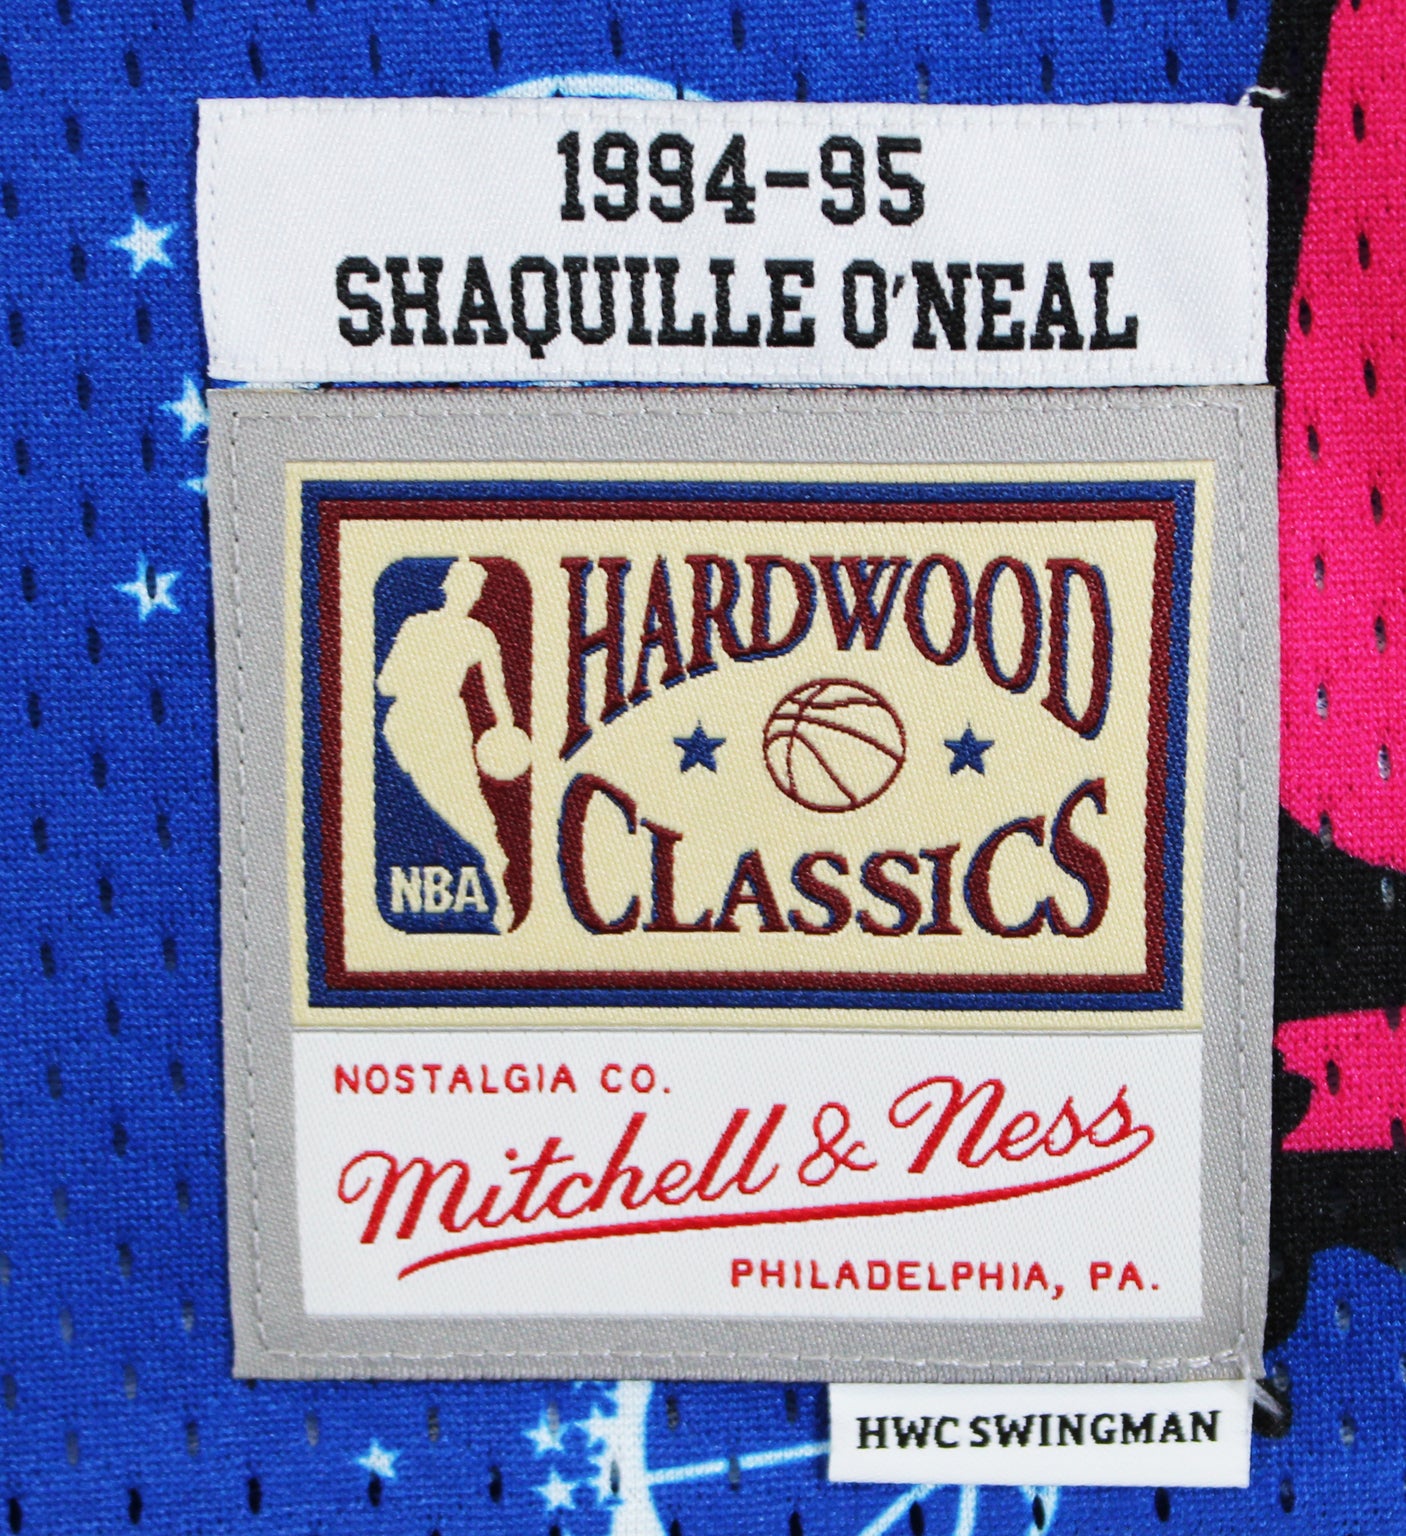 1994-95
SHAQUILLE O'NEAL
HARDWOOD
CLASSICS
NBA
NOSTALGIA CO.
Mitchell & Ness
PHILADELPHIA, PA.
HWC SWINGMAN